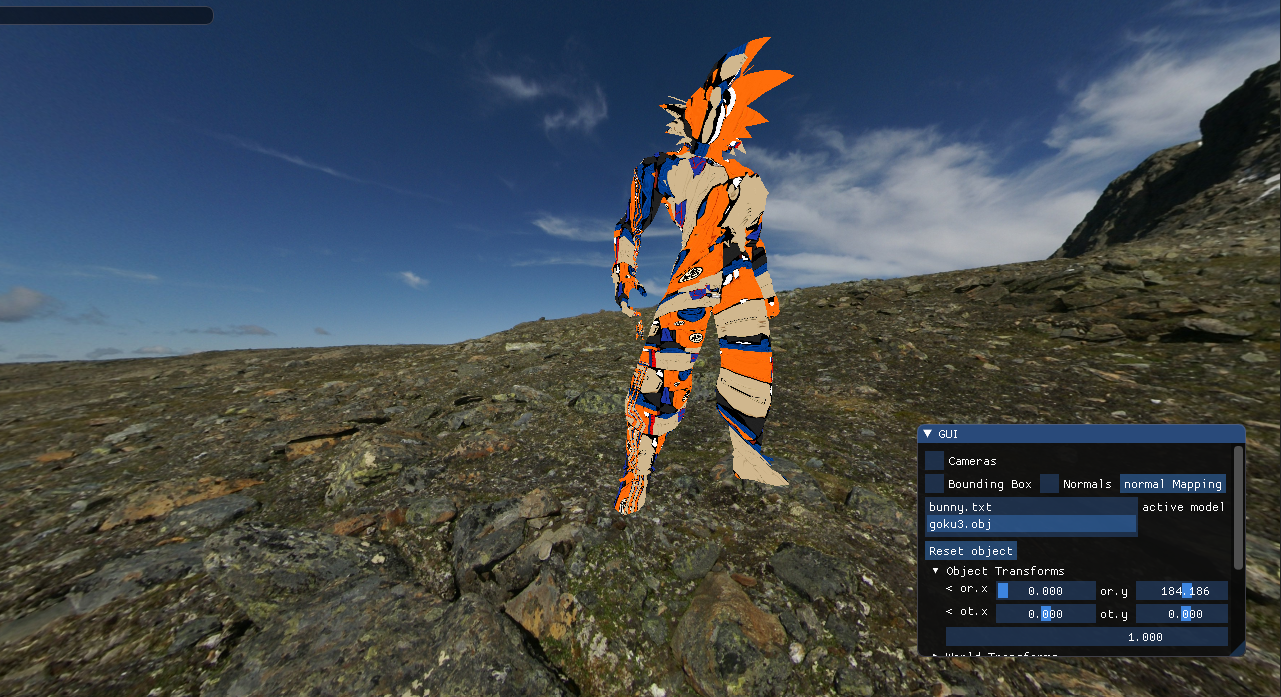 ▼ GUI
Cameras
Bounding Box Normals normal Mapping
bunny.txt active model
goku3.obj
Reset object
▼ Object Transforms
< or.x 0.000 or.y 184.186
< ot.x 0.000 ot.y 0.000
1.000
World Transforms